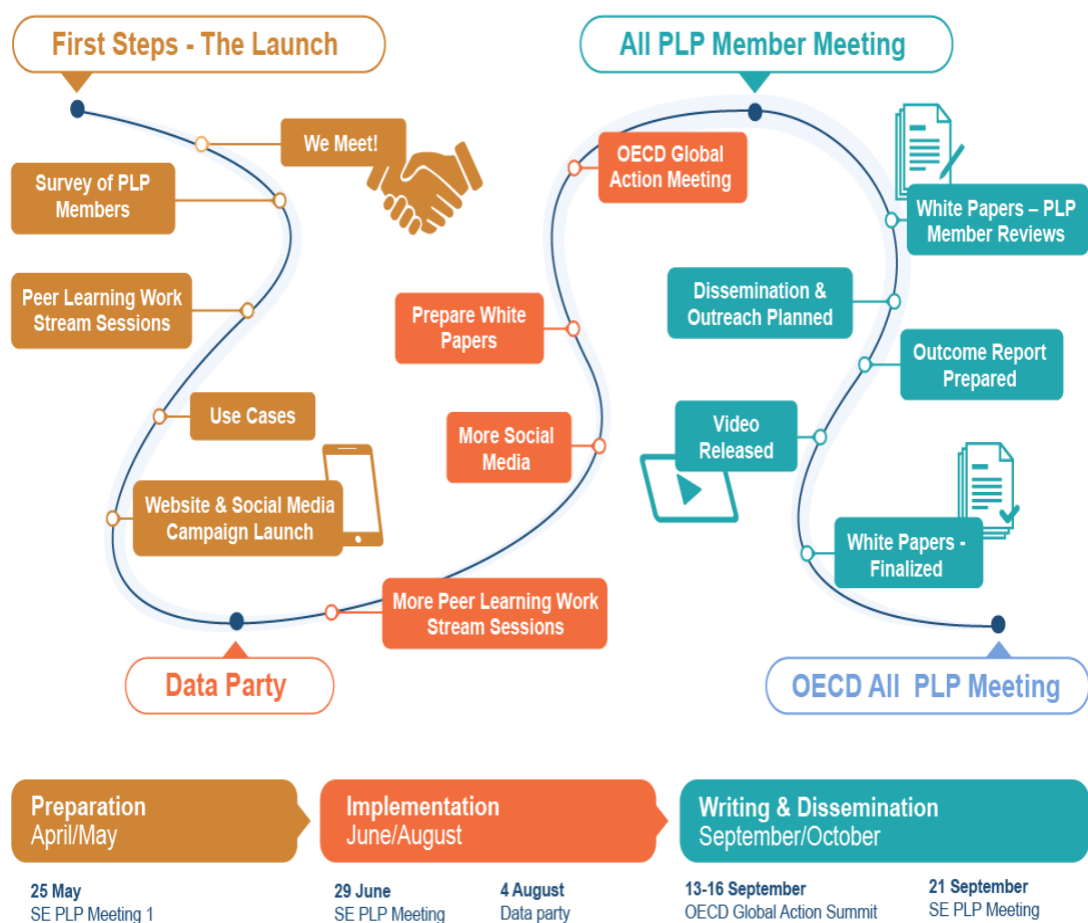 First Steps - The Launch
All PLP Member Meeting
We Meet!
Survey of PLP
Members
Peer Learning Work
Stream Sessions
Use Cases
Website & Social Media
Campaign Launch
Data Party
More Peer Learning Work
Stream Sessions
More Social
Media
Prepare White
Papers
OECD Global
Action Meeting
White Papers – PLP
Member Reviews
Dissemination &
Outreach Planned
Outcome Report
Prepared
Video
Released
White Papers -
Finalized
OECD All  PLP Meeting
Preparation
April/May
Implementation
June/August
Writing & Dissemination
September/October
25 May
SE PLP Meeting 1
29 June
SE PLP Meeting
4 August
Data party
13-16 September
OECD Global Action Summit
21 September
SE PLP Meeting